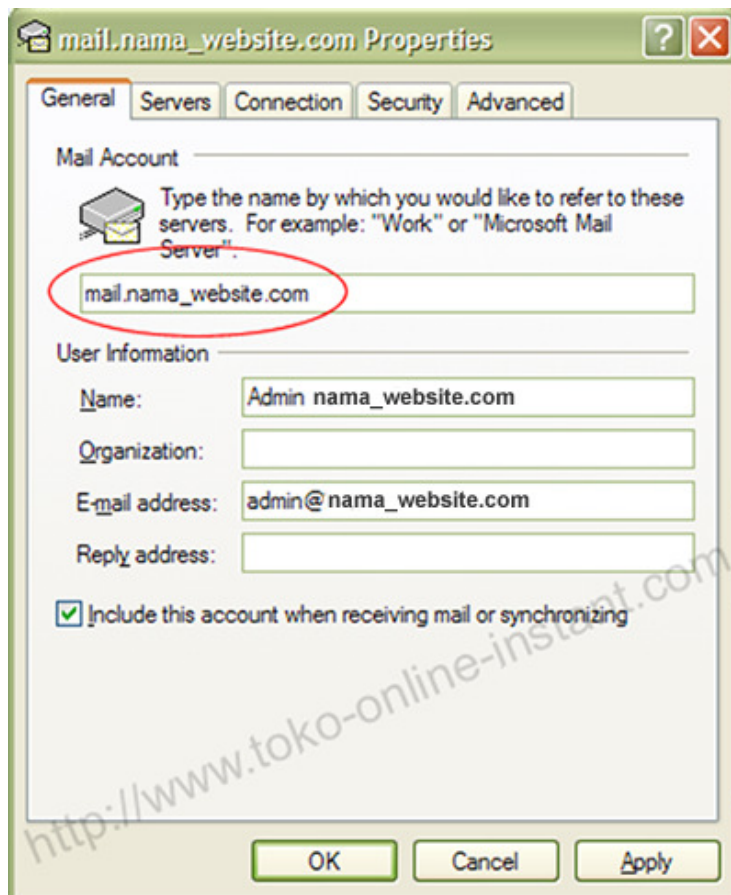 mail.nama_website.com Properties
General Servers Connection Security Advanced
Mail Account
Type the name by which you would like to refer to these
servers. For example: "Work" or "Microsoft Mail
Server".
mail.nama_website.com
User Information
Name: Admin nama_website.com
Organization:
E-mail address: admin@nama_website.com
Reply address:
Include this account when receiving mail or synchronizing
http://www.toko-online-instant.com
OK Cancel Apply